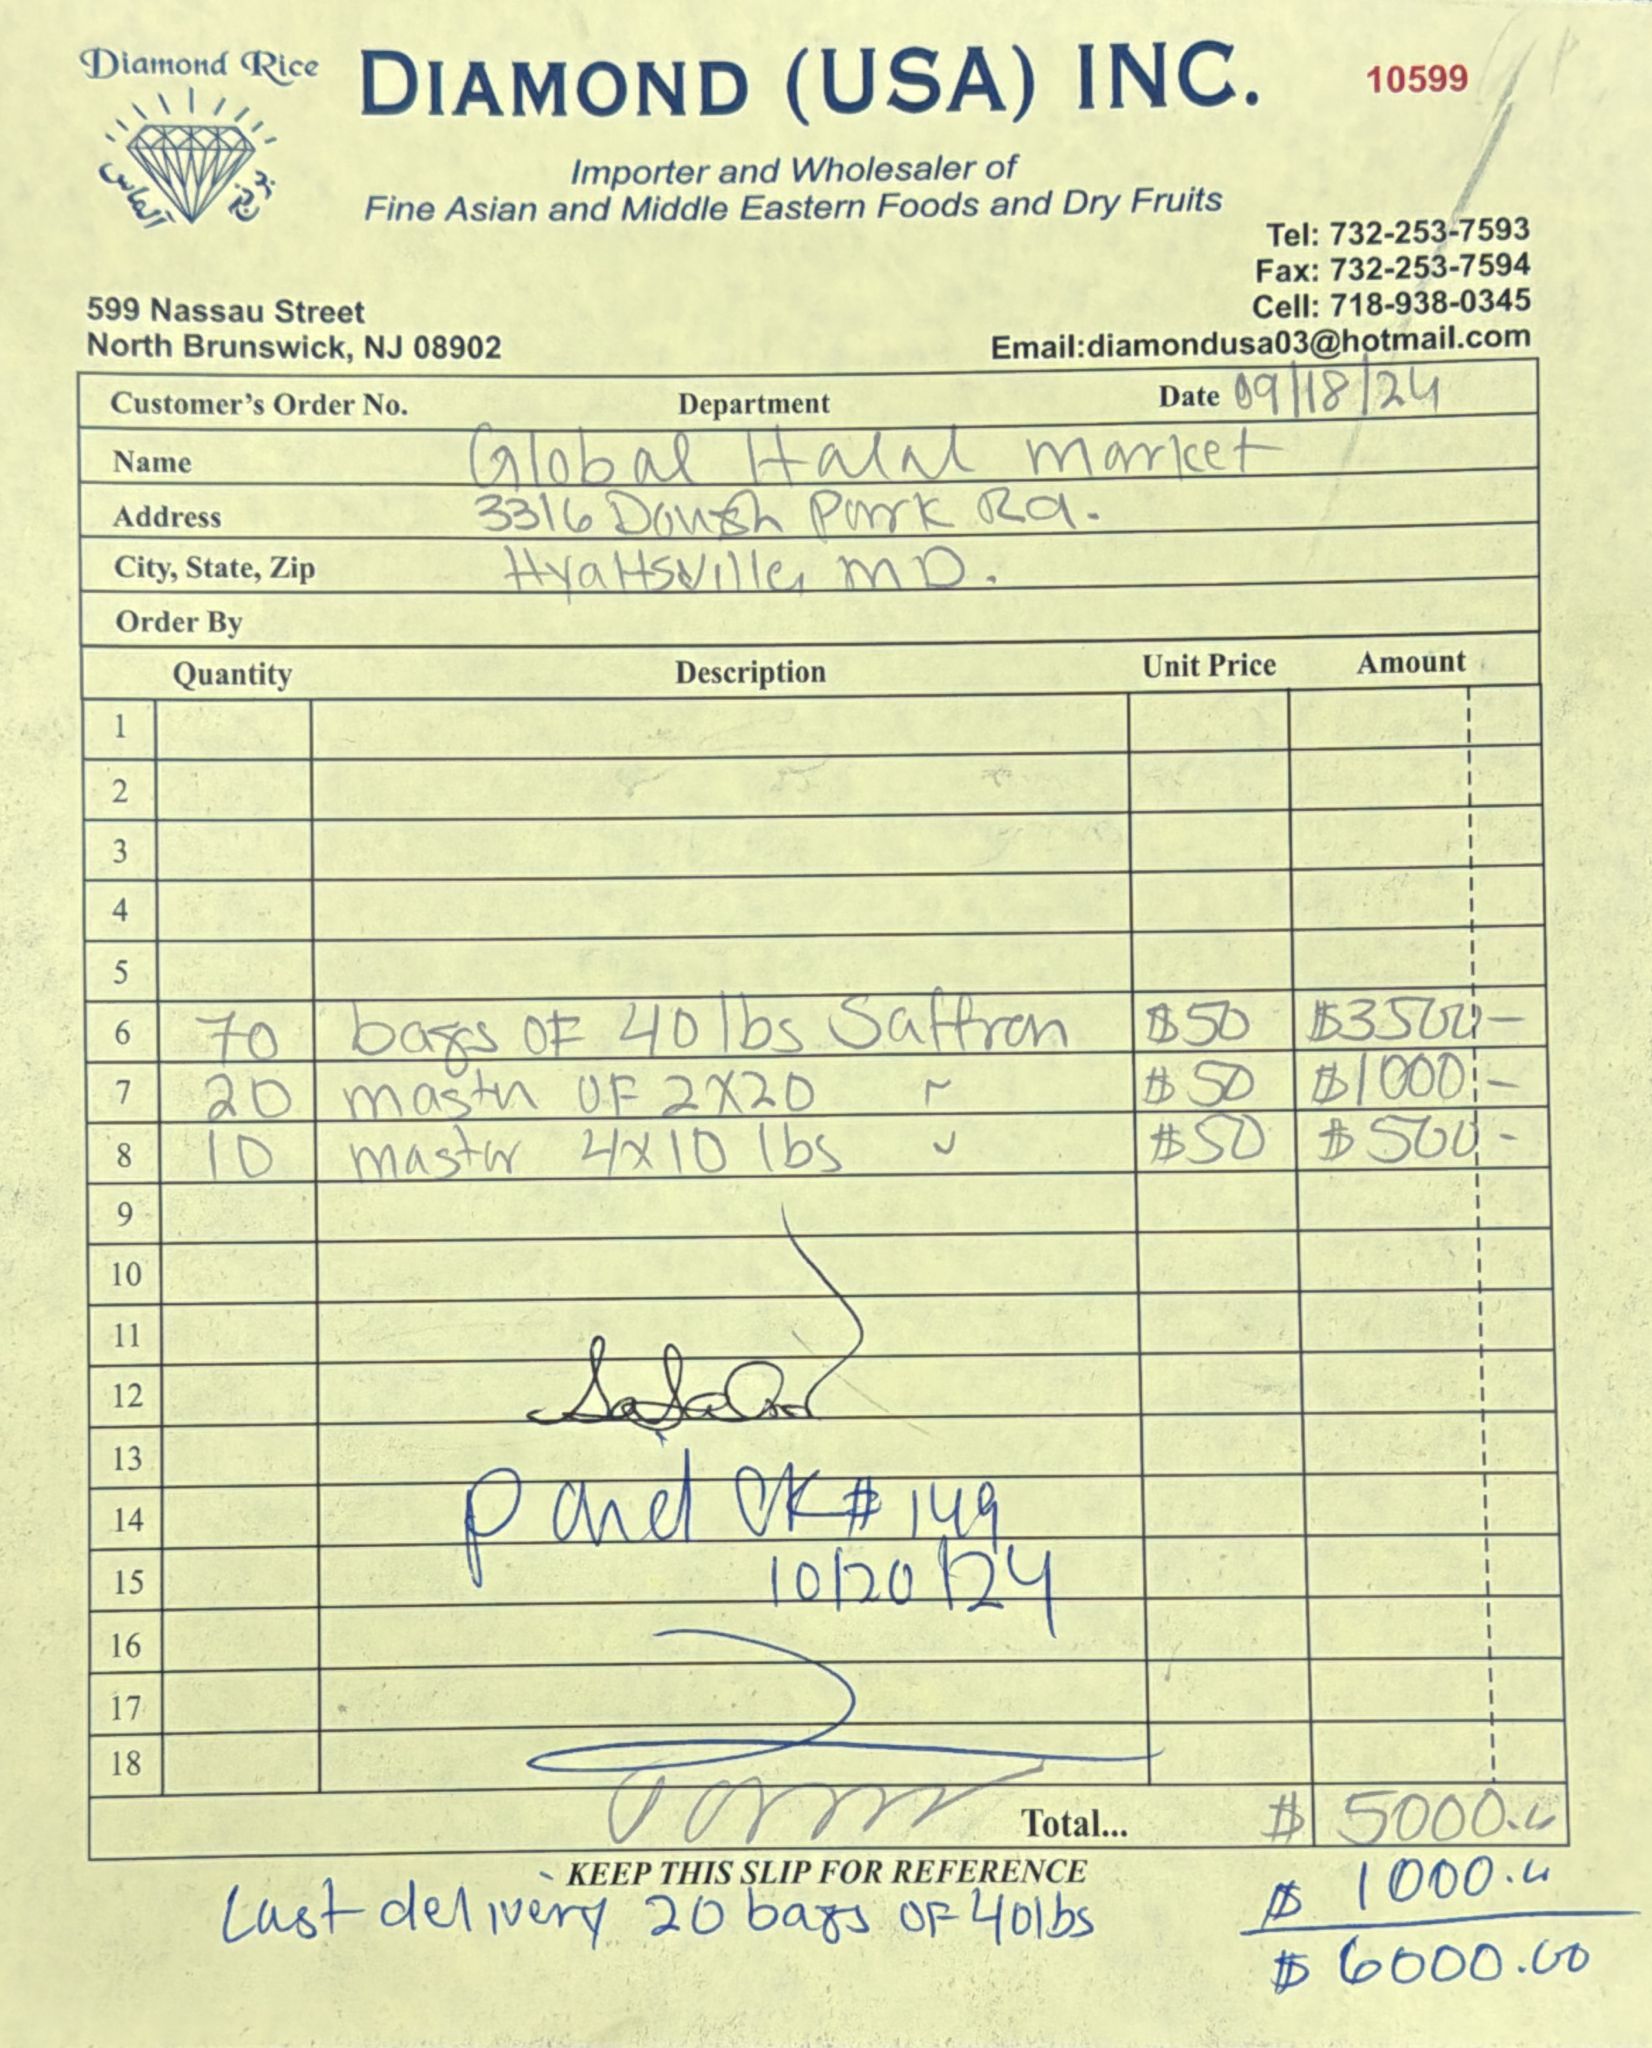 Diamond Rice
DIAMOND (USA) INC.
10599
Importer and Wholesaler of
Fine Asian and Middle Eastern Foods and Dry Fruits
الماس
Tel: 732-253-7593
Fax: 732-253-7594
Cell: 718-938-0345
599 Nassau Street
North Brunswick, NJ 08902
Email:diamondusa03@hotmail.com
Customer's Order No. Department Date 09/18/24
Name Global Halal Market
Address 3316 Park Rd.
City, State, Zip Hyattsville, MD.
Order By
Quantity Description Unit Price Amount
1
2
3
4
5
6 70 bags OF 40 lbs Saffron $50 $3500 -
7 20 mastr OF 2X20 $50 $1000 -
8 10 mastr 4x10 lbs $50 $500 -
9
10
11
12
13
14 paid CK# 149
15 10/20/24
16
17
18
Total... $ 5000.00
KEEP THIS SLIP FOR REFERENCE
$ 1000.00
Last delivery 20 bags OF 40lbs
$ 6000.00